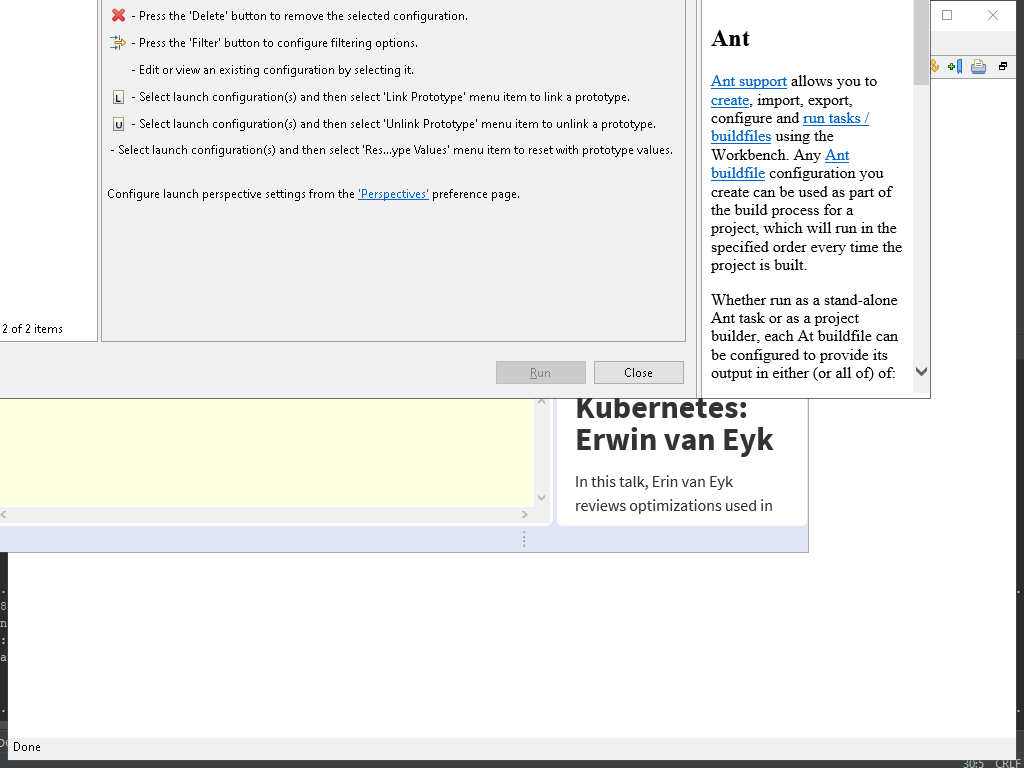 - Press the 'Delete' button to remove the selected configuration.
- Press the 'Filter' button to configure filtering options.
- Edit or view an existing configuration by selecting it.
L - Select launch configuration(s) and then select 'Link Prototype' menu item to link a prototype.
U - Select launch configuration(s) and then select 'Unlink Prototype' menu item to unlink a prototype.
- Select launch configuration(s) and then select 'Res...ype Values' menu item to reset with prototype values.
Configure launch perspective settings from the 'Perspectives' preference page.
2 of 2 items
Run
Close
Ant
Ant support allows you to
create, import, export,
configure and run tasks /
buildfiles using the
Workbench. Any Ant
buildfile configuration you
create can be used as part of
the build process for a
project, which will run in the
specified order every time the
project is built.
Whether run as a stand-alone
Ant task or as a project
builder, each At buildfile can
be configured to provide its
output in either (or all of) of:
Kubernetes:
Erwin van Eyk
In this talk, Erin van Eyk
reviews optimizations used in
8
n
:
a
Done
30:5 CRLF